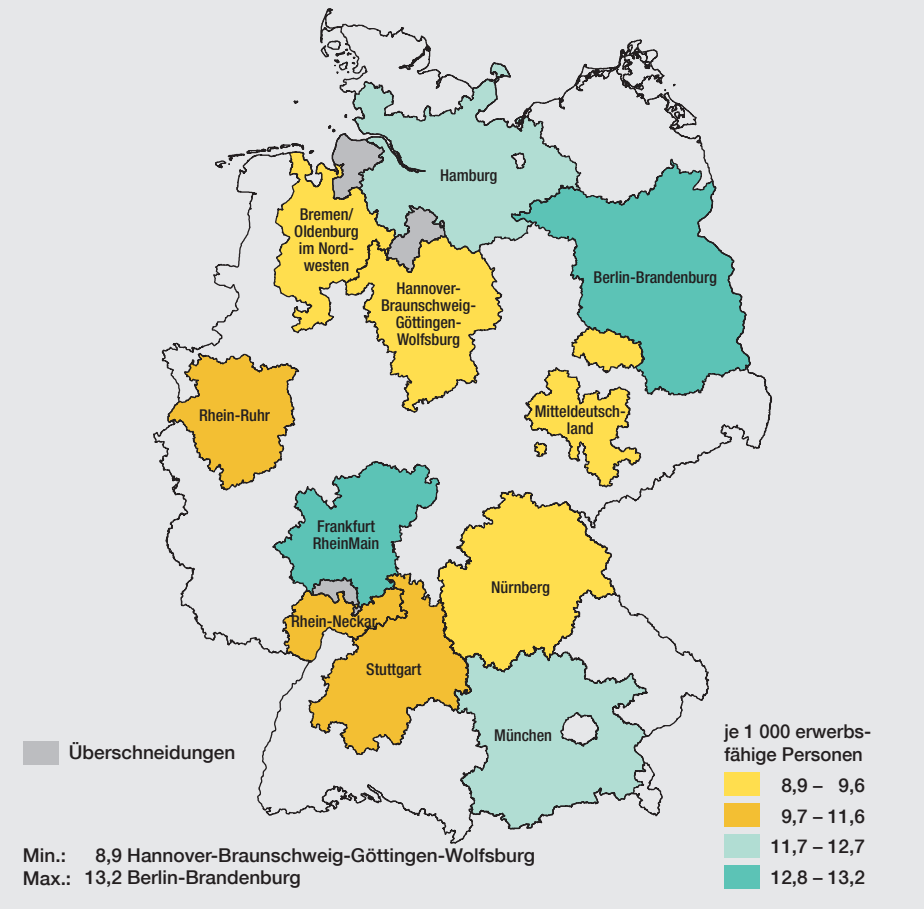 Hamburg
Bremen/
Oldenburg
im Nord-
westen
Berlin-Brandenburg
Hannover-
Braunschweig-
Göttingen-
Wolfsburg
Rhein-Ruhr
Mitteldeutsch-
land
Frankfurt
RheinMain
Nürnberg
Rhein-Neckar
Stuttgart
München
Überschneidungen
je 1 000 erwerbs-
fähige Personen
8,9 – 9,6
9,7 – 11,6
11,7 – 12,7
12,8 – 13,2
Min.: 8,9 Hannover-Braunschweig-Göttingen-Wolfsburg
Max.: 13,2 Berlin-Brandenburg